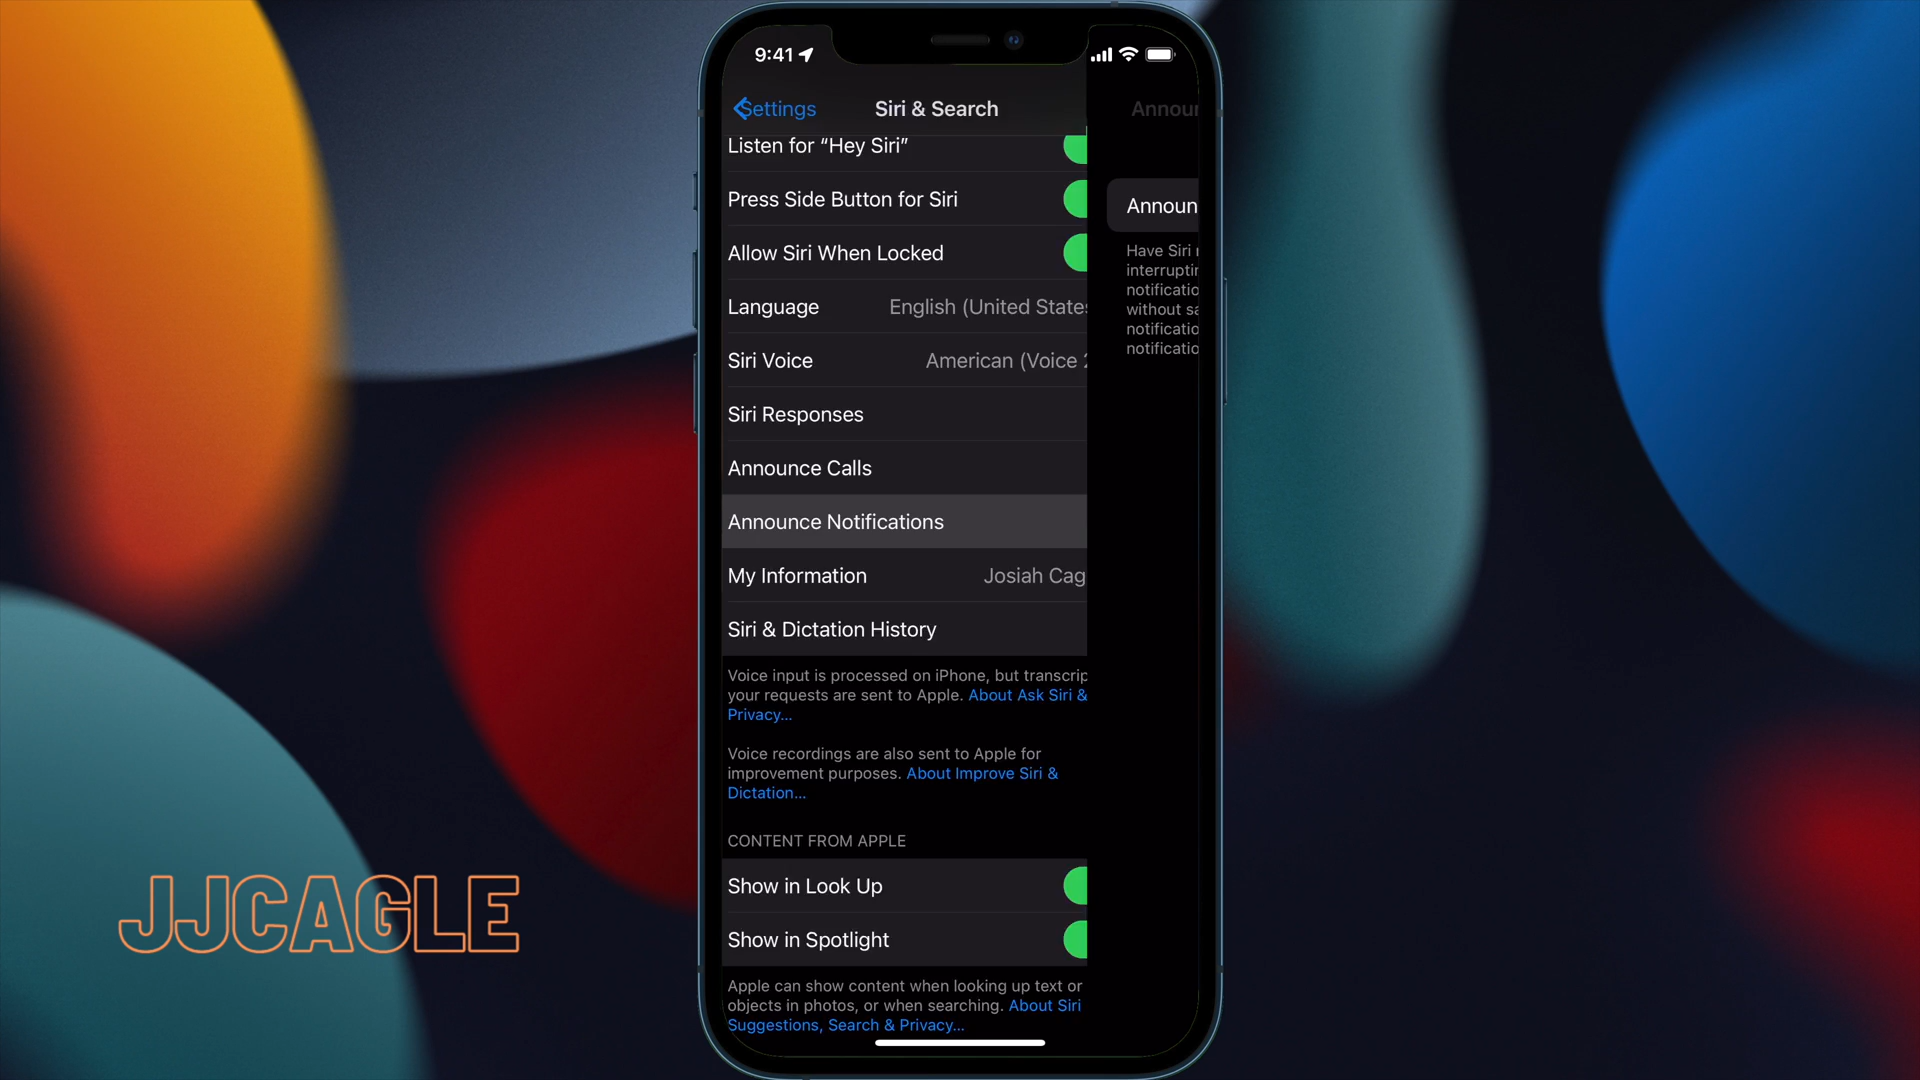 9:41
Settings
Siri & Search
Announ
Listen for “Hey Siri”
Press Side Button for Siri
Allow Siri When Locked
Language English (United States
Siri Voice American (Voice 2
Siri Responses
Announce Calls
Announce Notifications
My Information Josiah Cag
Siri & Dictation History
Voice input is processed on iPhone, but transcrip
your requests are sent to Apple. About Ask Siri &
Privacy...
Voice recordings are also sent to Apple for
improvement purposes. About Improve Siri &
Dictation...
CONTENT FROM APPLE
Show in Look Up
Show in Spotlight
Apple can show content when looking up text or
objects in photos, or when searching. About Siri
Suggestions, Search & Privacy...
Announ
Have Siri
interruptin
notificatio
without sa
notificatio
notificatio
JJCAGLE